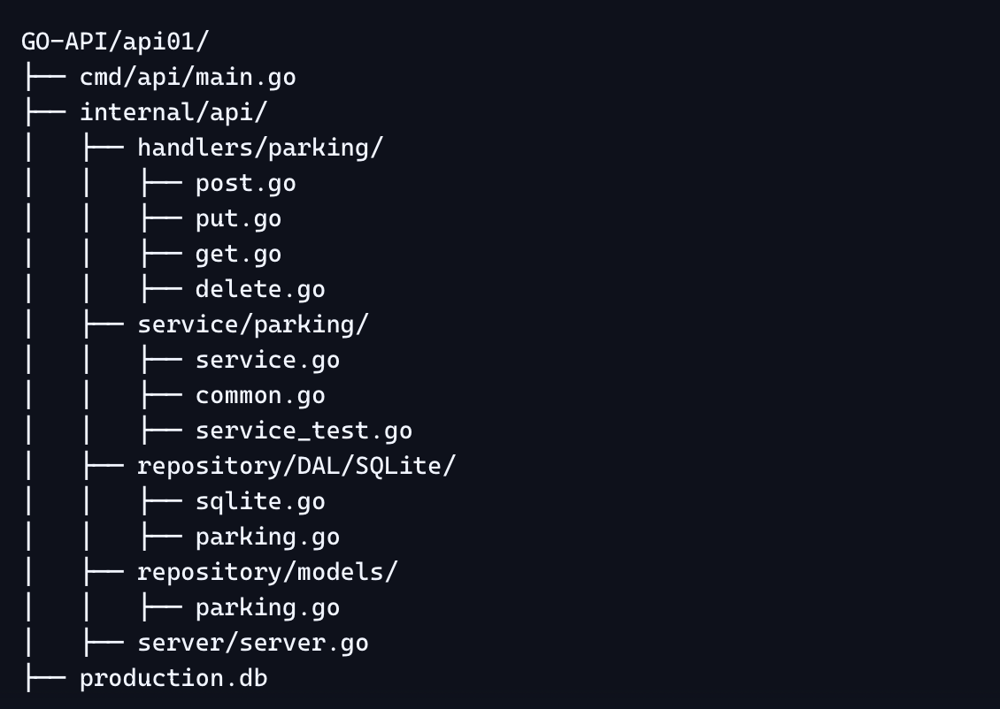 GO-API/api01/
├── cmd/api/main.go
├── internal/api/
│   ├── handlers/parking/
│   │   ├── post.go
│   │   ├── put.go
│   │   ├── get.go
│   │   ├── delete.go
│   ├── service/parking/
│   │   ├── service.go
│   │   ├── common.go
│   │   ├── service_test.go
│   ├── repository/DAL/SQLite/
│   │   ├── sqlite.go
│   │   ├── parking.go
│   ├── repository/models/
│   │   ├── parking.go
│   ├── server/server.go
├── production.db